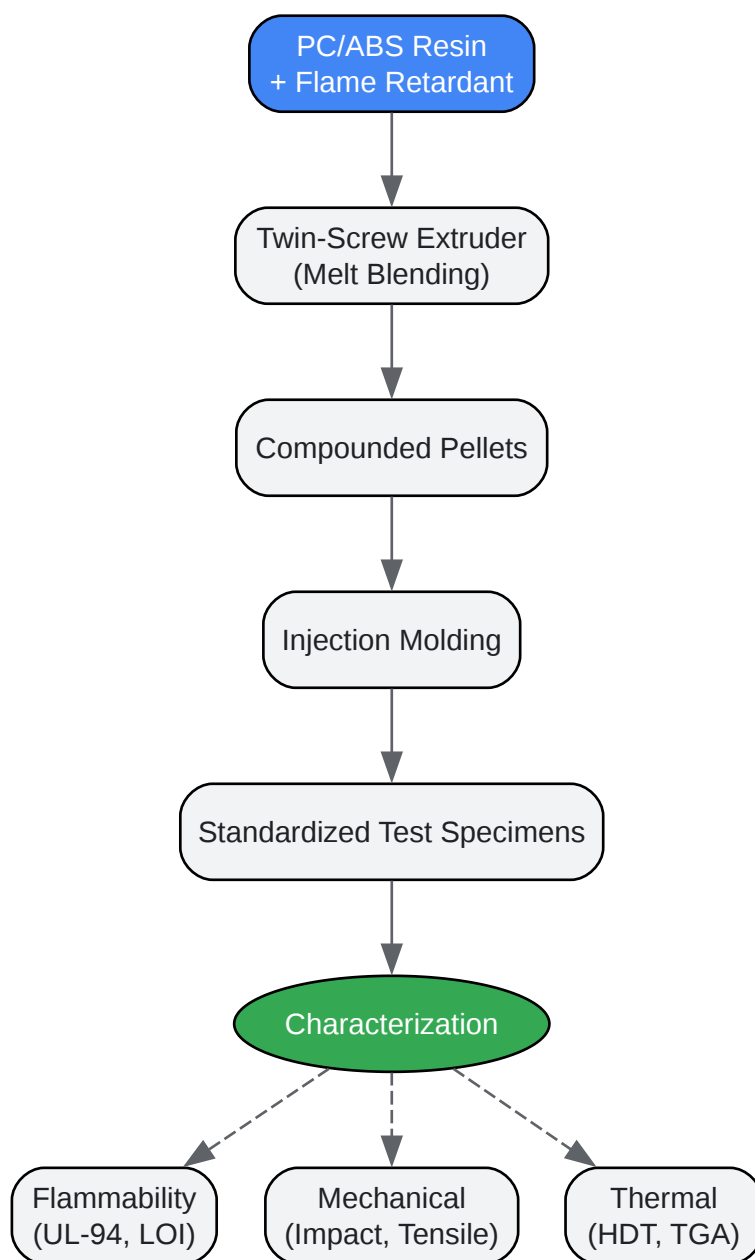 PC/ABS Resin
+ Flame Retardant
Twin-Screw Extruder
(Melt Blending)
Compounded Pellets
Injection Molding
Standardized Test Specimens
Characterization
Flammability
(UL-94, LOI)
Mechanical
(Impact, Tensile)
Thermal
(HDT, TGA)